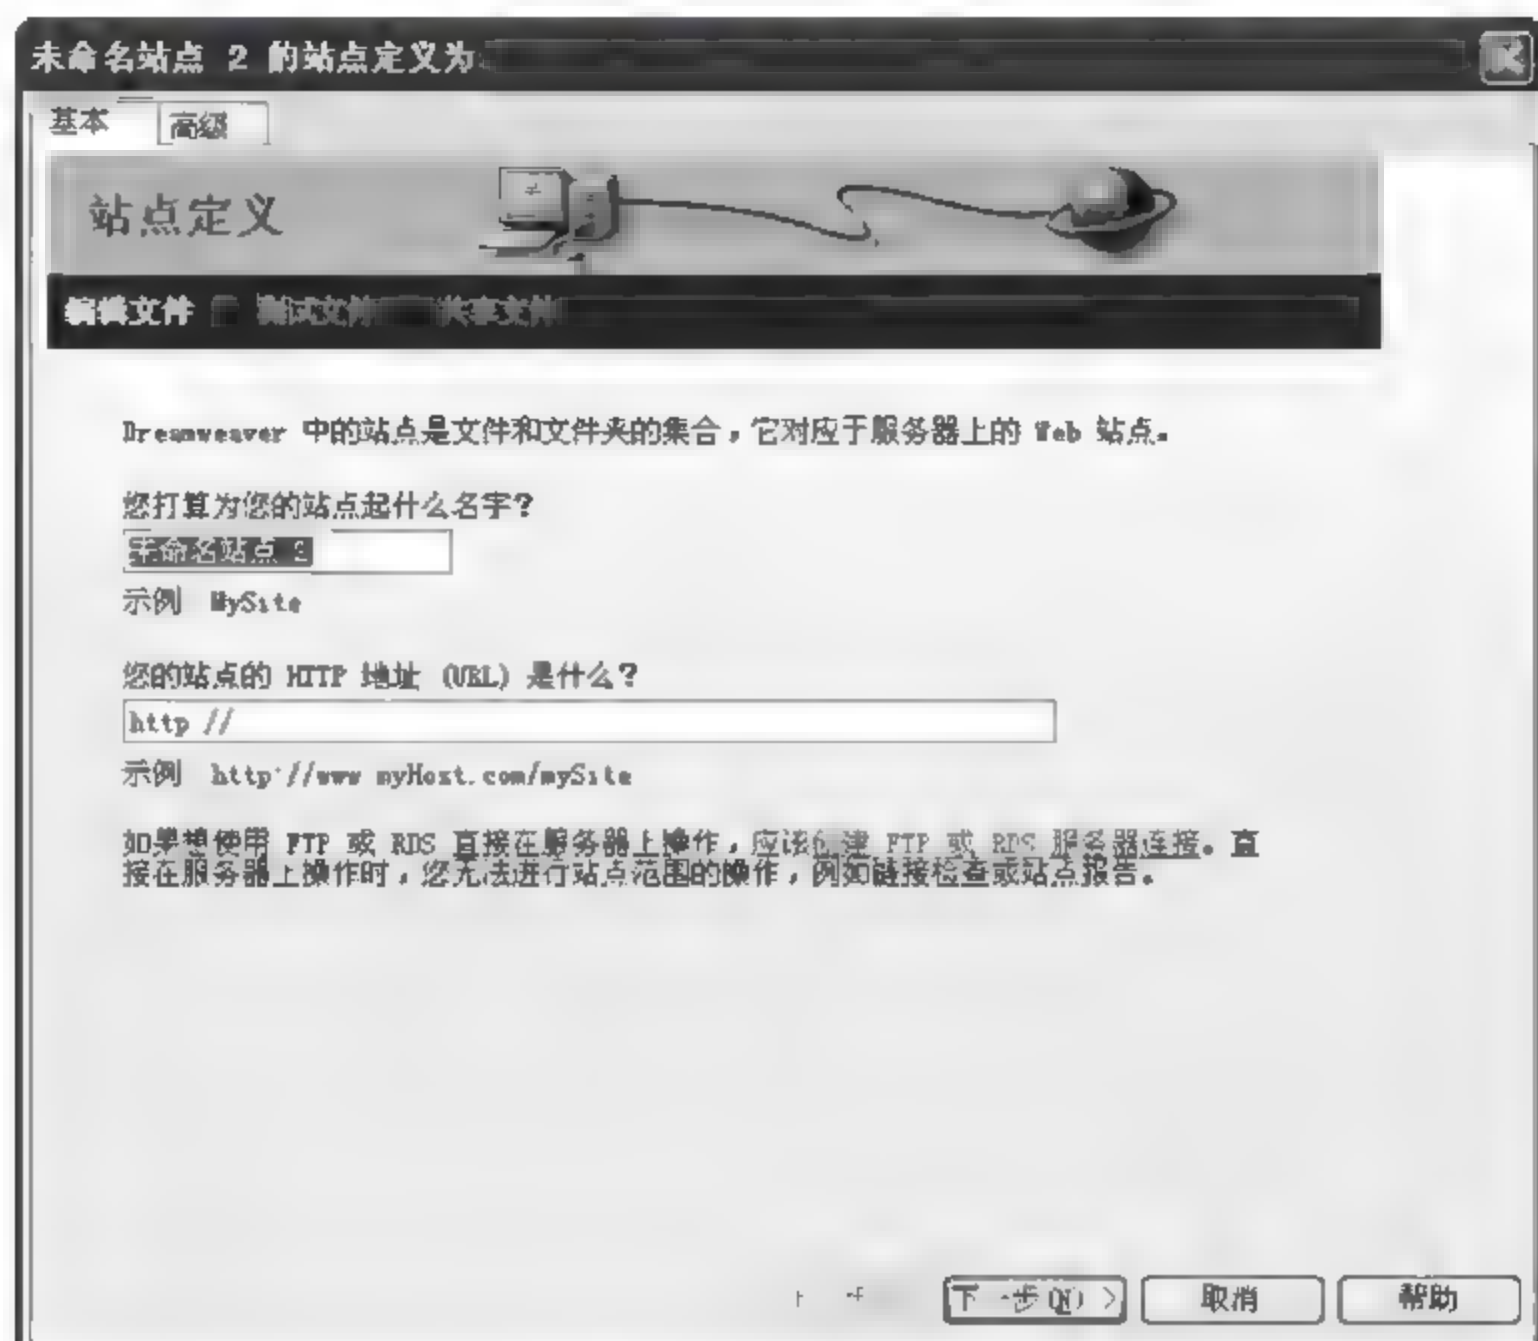 未命名站点 2 的站点定义为
基本 高级
站点定义
编辑文件 测试文件 共享文件
Dreamweaver 中的站点是文件和文件夹的集合，它对应于服务器上的 Web 站点。
您打算为您的站点起什么名字？
未命名站点 2
示例 MySite
您的站点的 HTTP 地址 (URL) 是什么？
http //
示例 http://www myHost.com/mySite
如果想使用 FTP 或 RDS 直接在服务器上操作，应该创建 FTP 或 RDS 服务器连接。直
接在服务器上操作时，您无法进行站点范围的操作，例如链接检查或站点报告。
下一步(N) > 取消 帮助